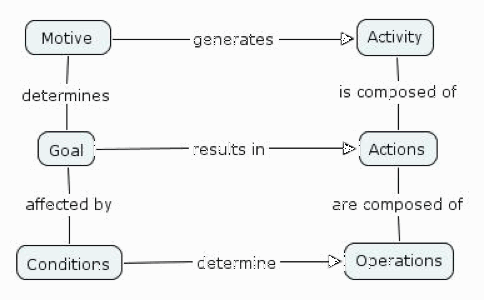 Motive generates Activity
determines is composed of
Goal results in Actions
affected by are composed of
Conditions determine Operations